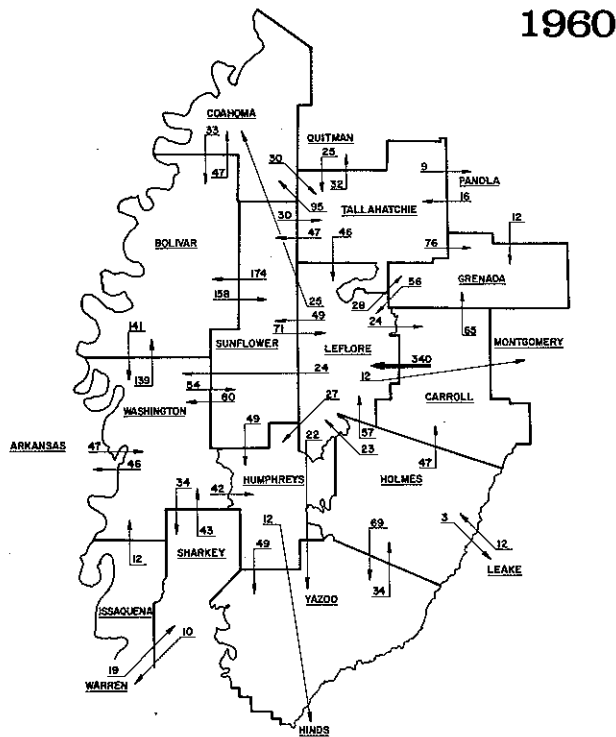 1960
COAHOMA
33
47
QUITMAN
25
30
32
9
PANOLA
16
95
TALLAHATCHIE
30
12
BOLIVAR
47
46
76
174
GRENADA
56
158
28
25
49
141
71
24
65
SUNFLOWER
LEFLORE
MONTGOMERY
340
139
24
12
54
CARROLL
WASHINGTON
60
27
49
ARKANSAS
57
22
47
23
47
46
HUMPHREYS
HOLMES
34
42
3
12
12
43
69
12
SHARKEY
49
LEAKE
34
YAZOO
ISSAQUENA
10
19
WARREN
HINDS